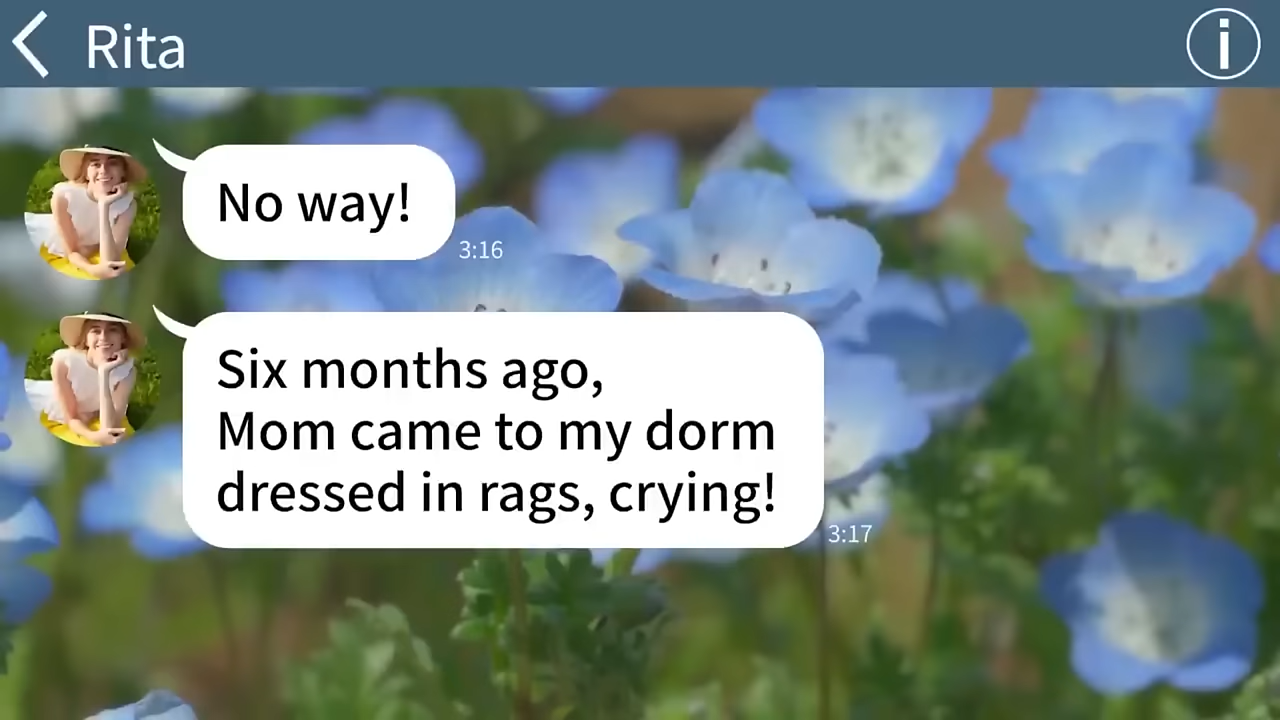 Rita
No way!
3:16
Six months ago,
Mom came to my dorm
dressed in rags, crying!
3:17